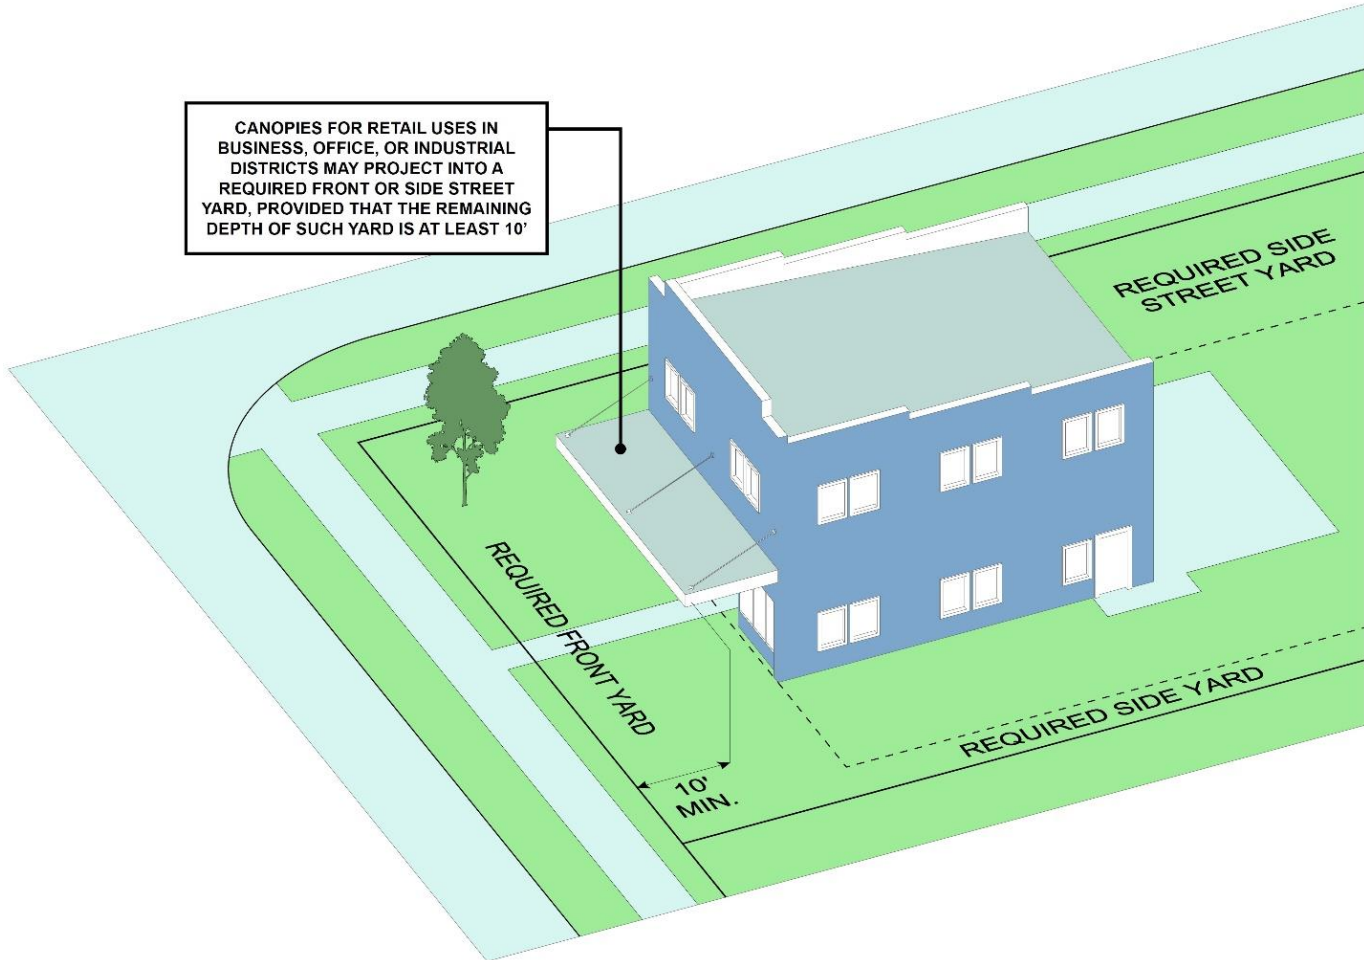 CANOPIES FOR RETAIL USES IN
BUSINESS, OFFICE, OR INDUSTRIAL
DISTRICTS MAY PROJECT INTO A
REQUIRED FRONT OR SIDE STREET
YARD, PROVIDED THAT THE REMAINING
DEPTH OF SUCH YARD IS AT LEAST 10'
REQUIRED SIDE
STREET YARD
REQUIRED FRONT YARD
REQUIRED SIDE YARD
10'
MIN.